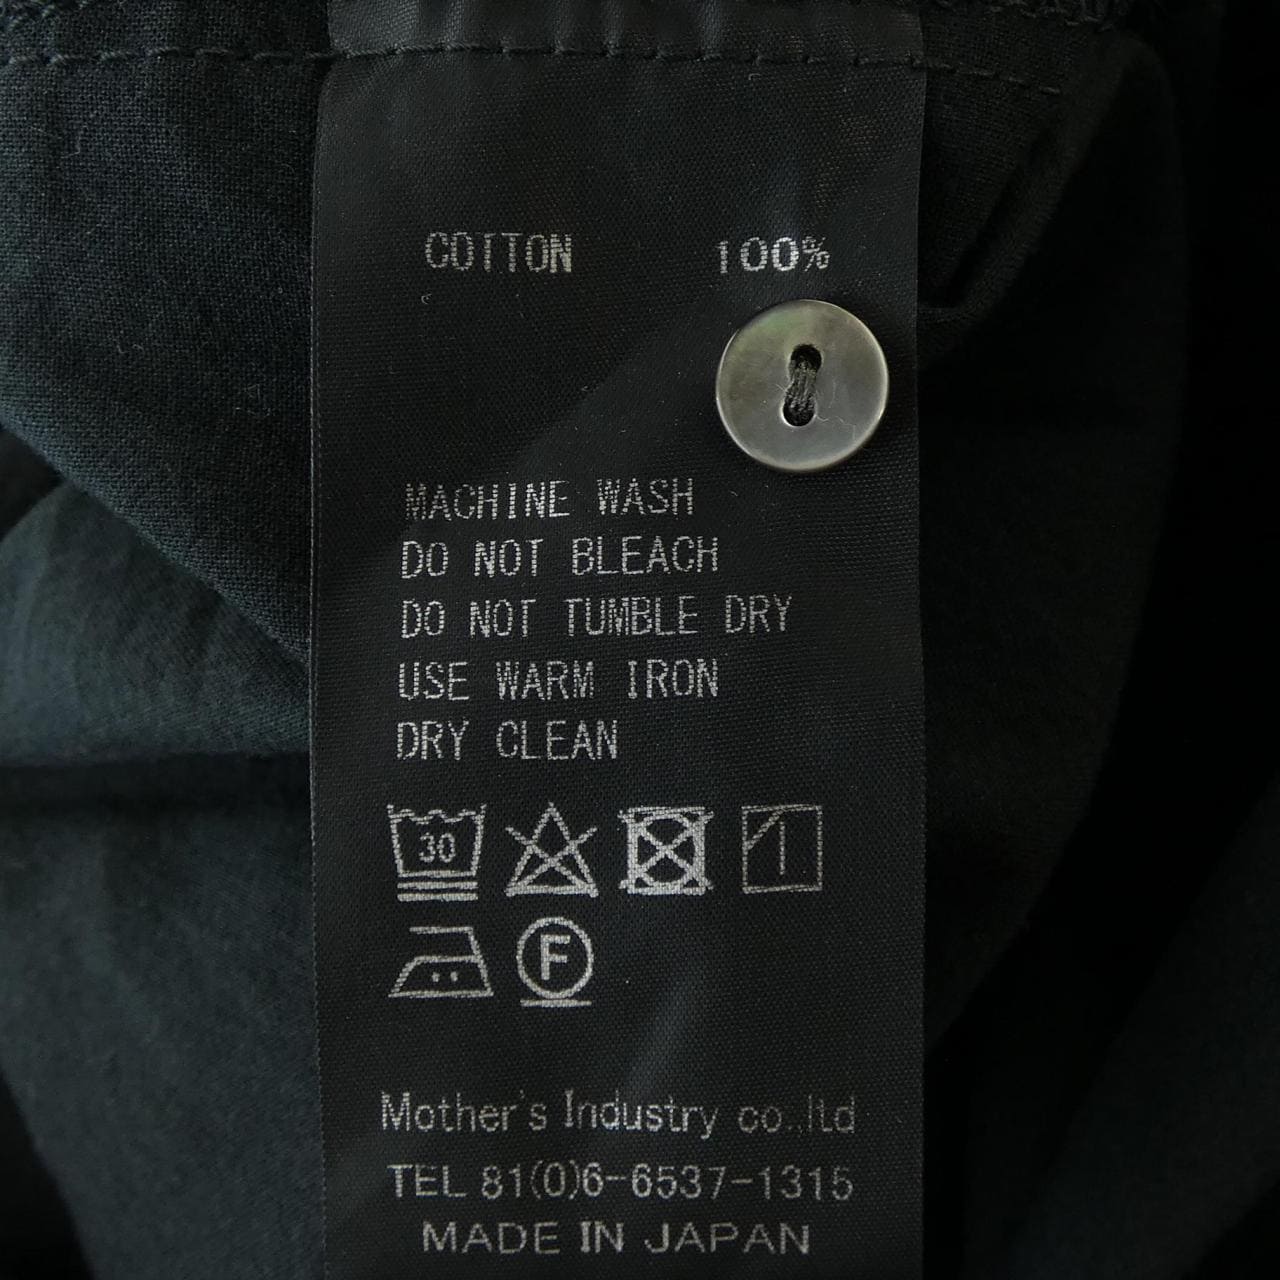 COTTON 100%
MACHINE WASH
DO NOT BLEACH
DO NOT TUMBLE DRY
USE WARM IRON
DRY CLEAN
30
F
Mother's Industry co.,ltd
TEL 81(0)6-6537-1315
MADE IN JAPAN